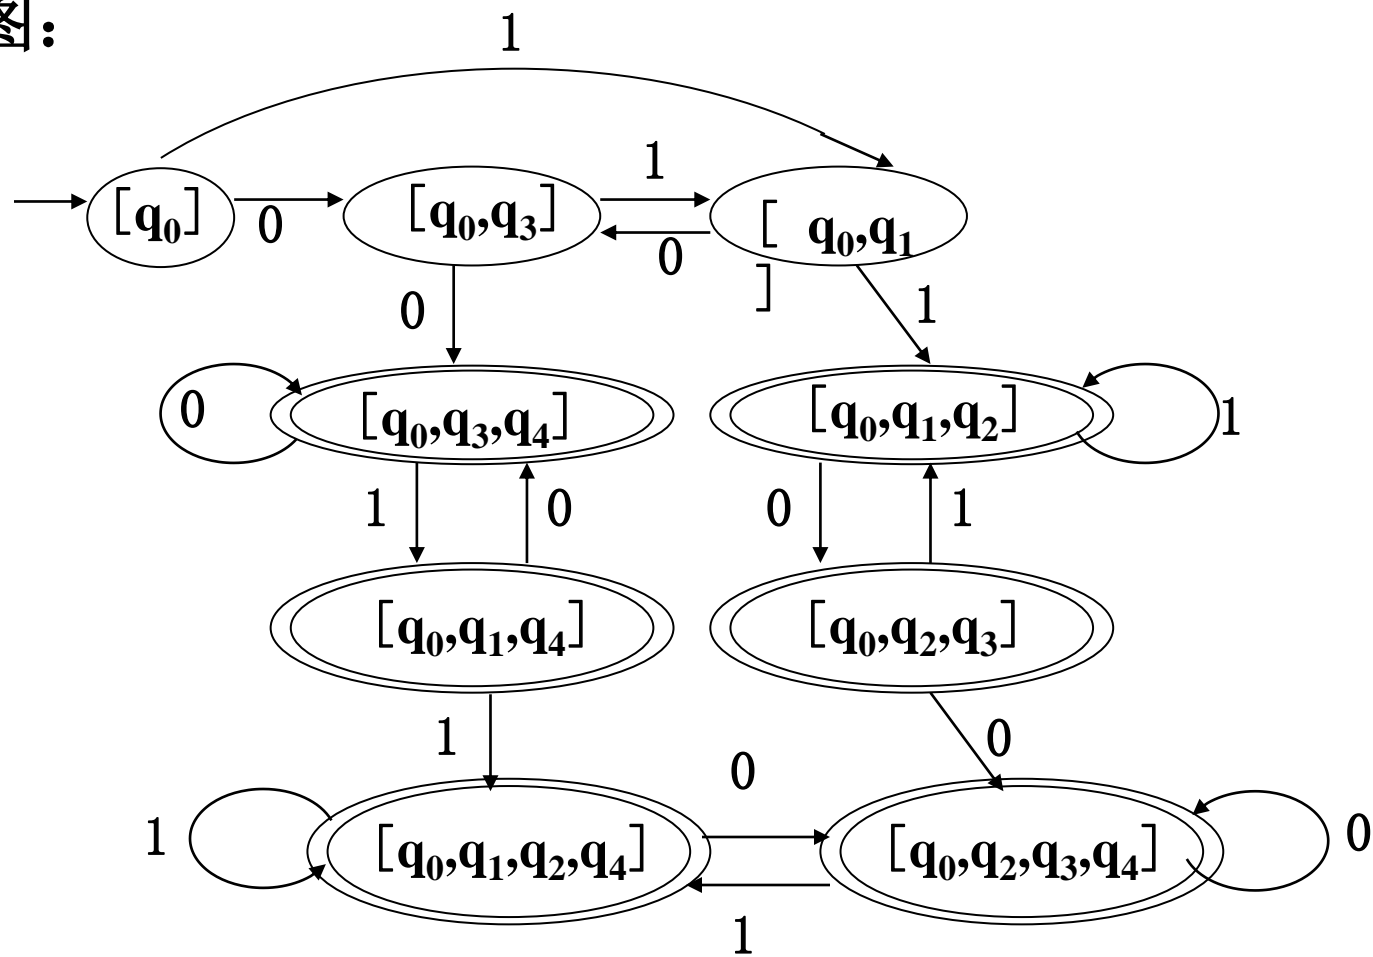 图：
1
1
[q₀] 0 [q₀,q₃] 0 [ q₀,q₁
]
0 1
0 [q₀,q₃,q₄] [q₀,q₁,q₂] 1
1 0 0 1
[q₀,q₁,q₄] [q₀,q₂,q₃]
1 0
0
1 [q₀,q₁,q₂,q₄] [q₀,q₂,q₃,q₄] 0
1